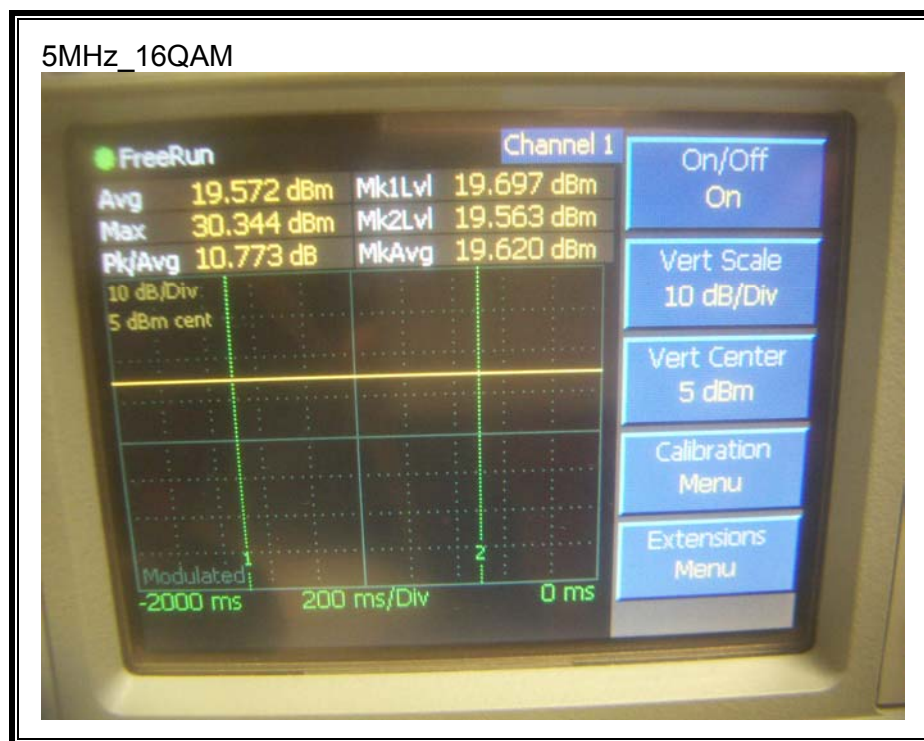 5MHz_16QAM
FreeRun Channel 1
Avg 19.572 dBm Mk1Lvl 19.697 dBm
Max 30.344 dBm Mk2Lvl 19.563 dBm
Pk/Avg 10.773 dB MkAvg 19.620 dBm
10 dB/Div
5 dBm cent
1
2
Modulated
-2000 ms 200 ms/Div 0 ms
On/Off
On
Vert Scale
10 dB/Div
Vert Center
5 dBm
Calibration
Menu
Extensions
Menu